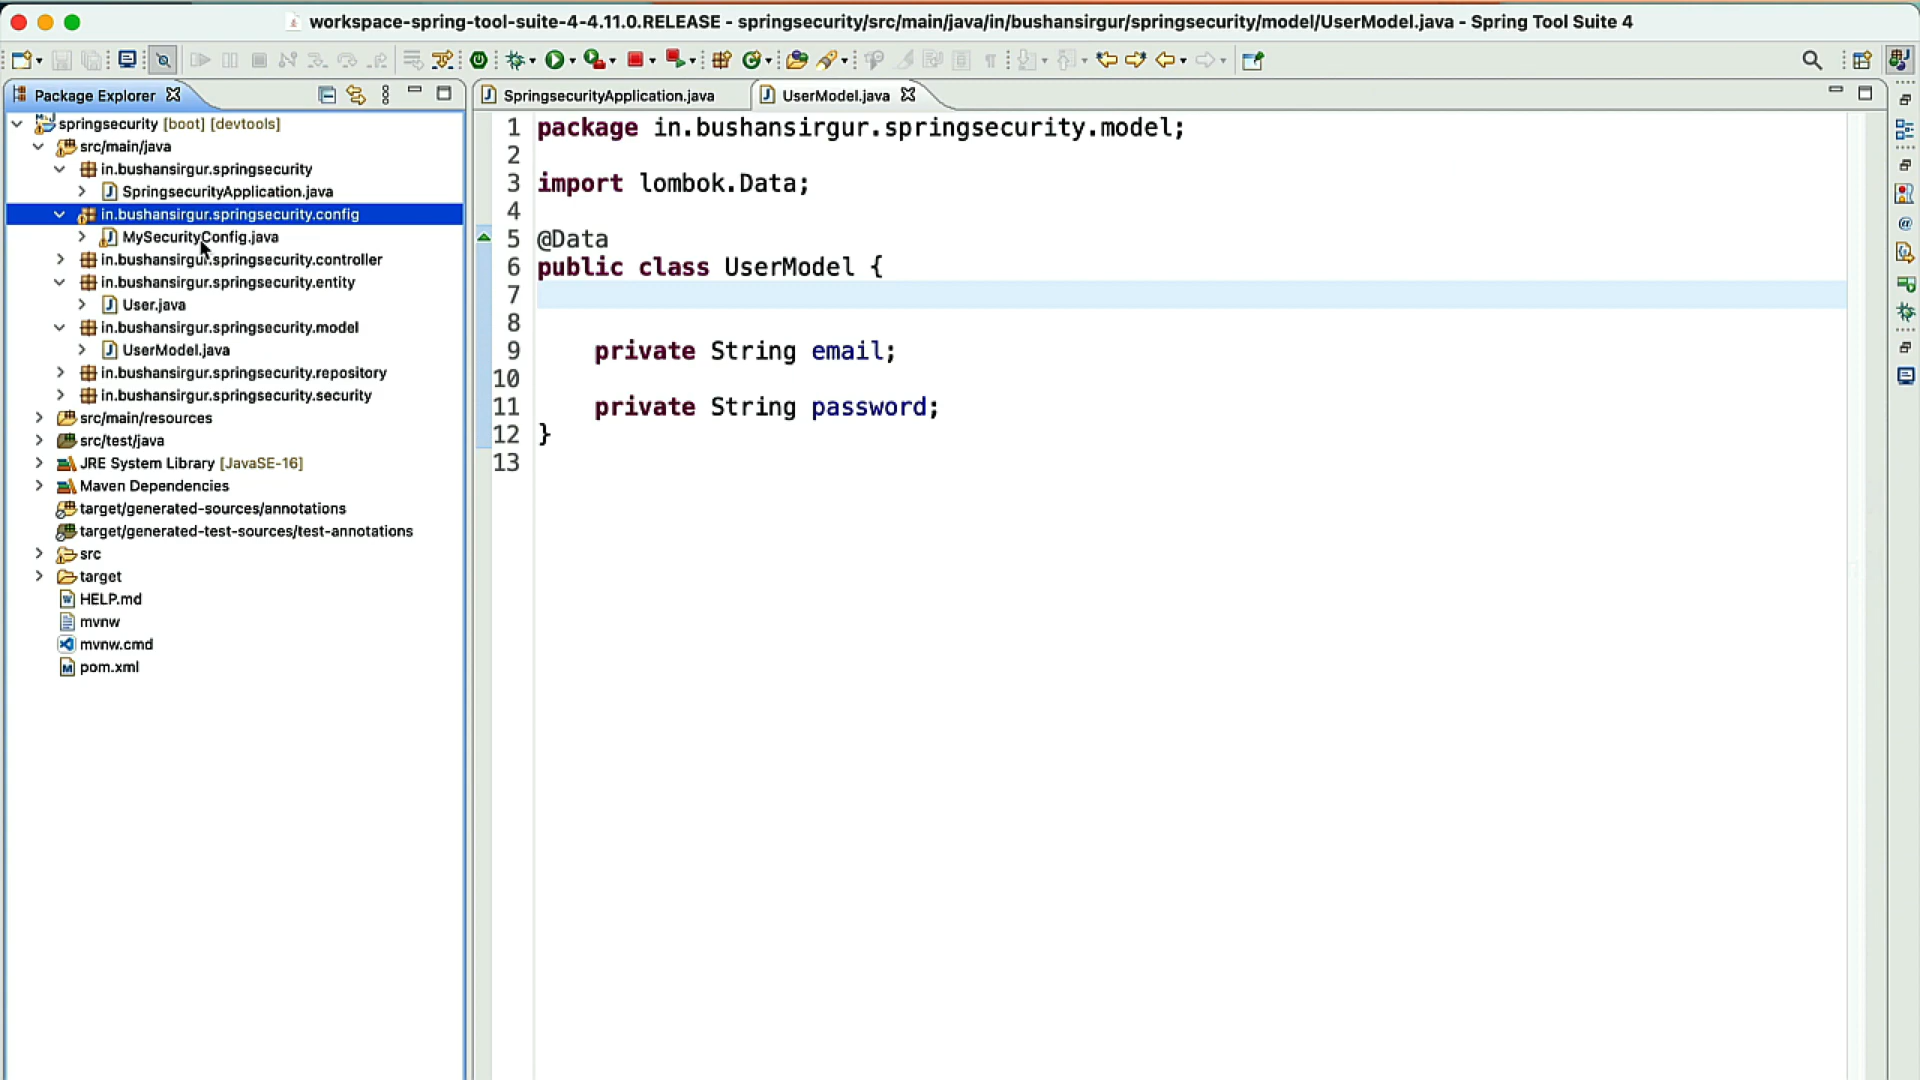 workspace-spring-tool-suite-4-4.11.0.RELEASE - springsecurity/src/main/java/in/bushansirgur/springsecurity/model/UserModel.java - Spring Tool Suite 4
Package Explorer
springsecurity [boot] [devtools]
src/main/java
in.bushansirgur.springsecurity
SpringsecurityApplication.java
in.bushansirgur.springsecurity.config
MySecurityConfig.java
in.bushansirgur.springsecurity.controller
in.bushansirgur.springsecurity.entity
User.java
in.bushansirgur.springsecurity.model
UserModel.java
in.bushansirgur.springsecurity.repository
in.bushansirgur.springsecurity.security
src/main/resources
src/test/java
JRE System Library [JavaSE-16]
Maven Dependencies
target/generated-sources/annotations
target/generated-test-sources/test-annotations
src
target
HELP.md
mvnw
mvnw.cmd
pom.xml
SpringsecurityApplication.java UserModel.java
1 package in.bushansirgur.springsecurity.model;
2
3 import lombok.Data;
4
5 @Data
6 public class UserModel {
7
8
9 private String email;
10
11 private String password;
12 }
13